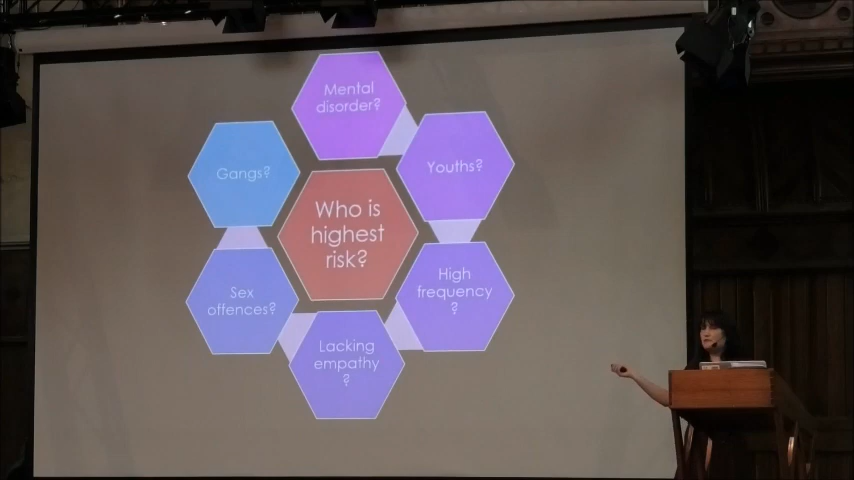 Mental
disorder?
Gangs?
Youths?
Who is
highest
risk?
High
frequency
?
Sex
offences?
Lacking
empathy
?